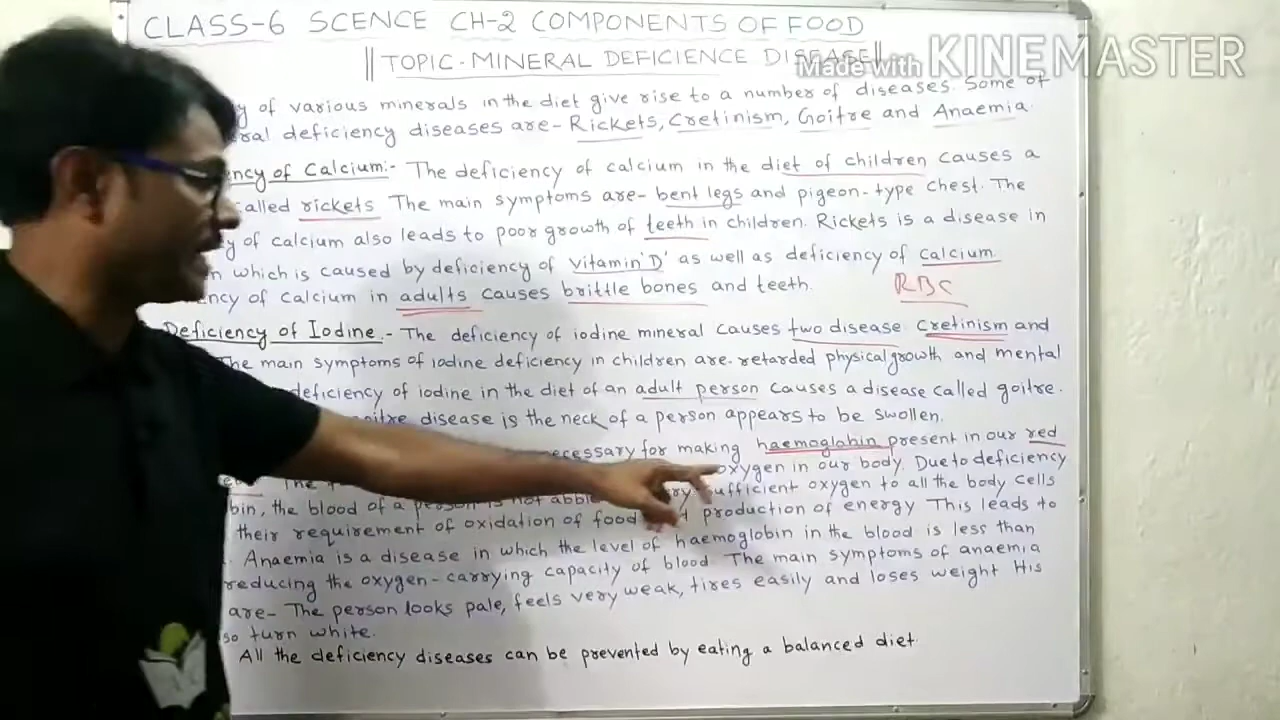 CLASS-6 SCENCE CH-2 COMPONENTS OF FOOD
||TOPIC-MINERAL DEFICIENCE DISEASE||
Made with KINEMASTER
y of various minerals in the diet give rise to a number of diseases. Some of
ral deficiency diseases are- Rickets, Cretinism, Goitre and Anaemia
ency of Calcium:- The deficiency of calcium in the diet of children causes a
called rickets The main symptoms are- bent legs and pigeon-type chest. The
y of calcium also leads to poor growth of teeth in children. Rickets is a disease in
n which is caused by deficiency of Vitamin 'D' as well as deficiency of calcium
ncy of calcium in adults causes brittle bones and teeth.
RBC
Deficiency of Iodine.- The deficiency of iodine mineral causes two disease Cretinism and
The main symptoms of iodine deficiency in children are- retarded physical growth and mental
deficiency of iodine in the diet of an adult person causes a disease called goitre.
goitre disease is the neck of a person appears to be swollen.
necessary for making haemoglabin present in our red
oxygen in our body. Due to deficiency
bin, the blood of a person is not able sufficient oxygen to all the body cells
their requirement of oxidation of food production of energy This leads to
Anaemia is a disease in which the level of haemoglobin in the blood is less than
reducing the oxygen-carrying capacity of blood The main symptoms of anaemia
are- The person looks pale, feels very weak, tires easily and loses weight His
so turn white.
All the deficiency diseases can be prevented by eating a balanced diet